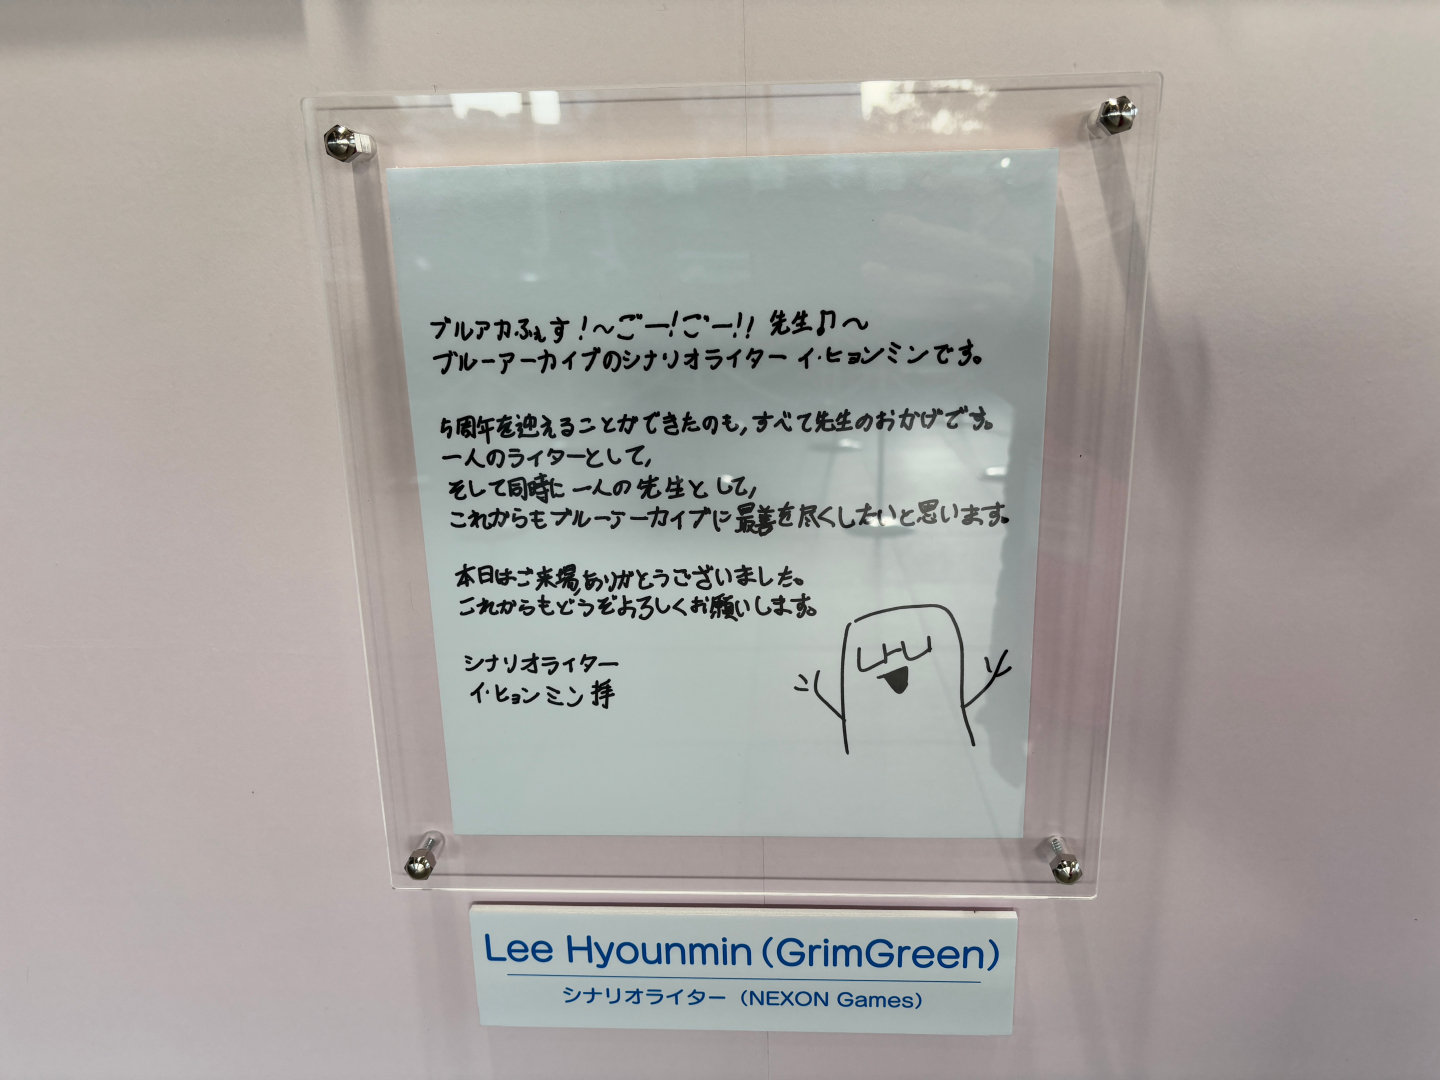 ブルアカふぇす！～ごー！ごー！！ 先生♫～
ブルーアーカイブのシナリオライター イ・ヒョンミンです。
5周年を迎えることができたのも，すべて先生のおかげです。
一人のライターとして，
そして同時に一人の先生として，
これからもブルーアーカイブに最善を尽くしたいと思います。
本日はご来場，ありがとうございました。
これからもどうぞよろしくお願いします。
シナリオライター
イ・ヒョンミン 拝
Lee Hyounmin（GrimGreen）
シナリオライター（NEXON Games）